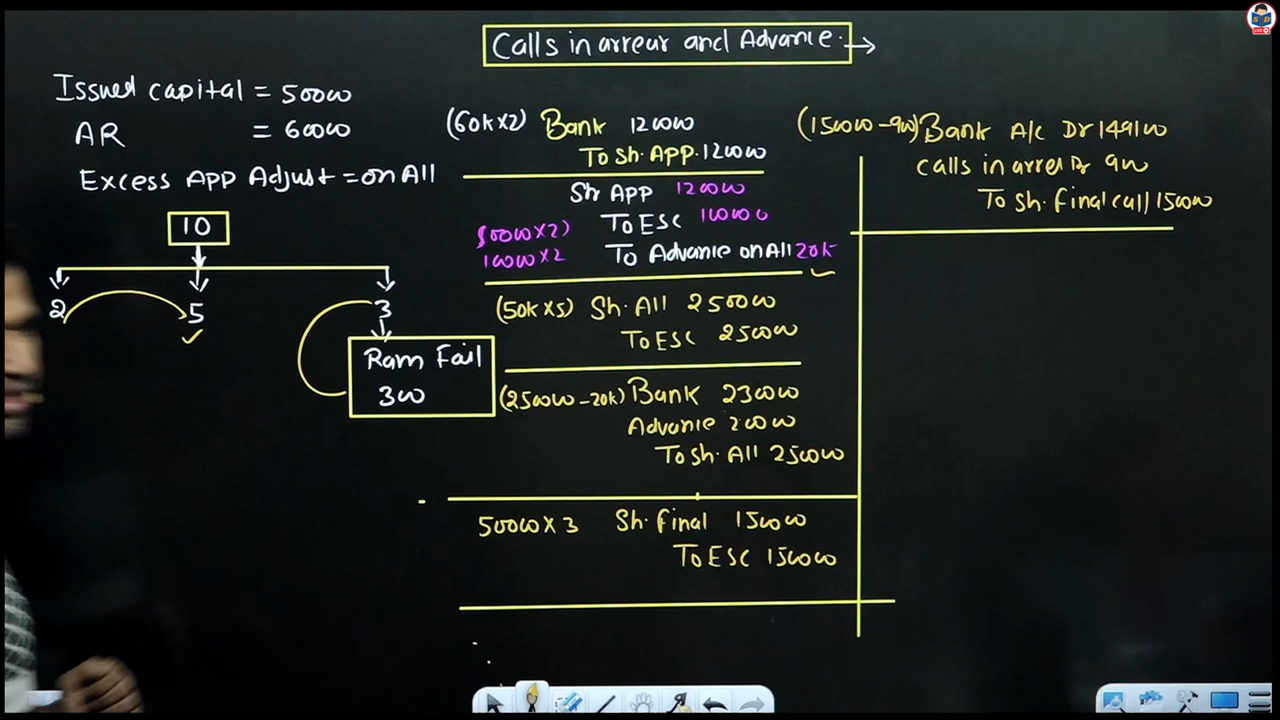 Calls in arrear and Advance →
Issued capital = 50000
AR = 60000
Excess APP Adjust = on All
10
2 5 3
Ram Fail
300
(60k×2) Bank 120000
To Sh. APP. 120000
Sh APP 120000
To ESC 100000
50000×2)
10000×2 To Advance on All 20k
(50k×5) Sh. All 250000
To ESC 250000
(250000-20k) Bank 230000
Advance 20000
To Sh. All 250000
50000×3 Sh. Final 150000
To ESC 150000
(150000-900) Bank A/c Dr 149100
calls in arrear Dr 900
To Sh. Final call 150000